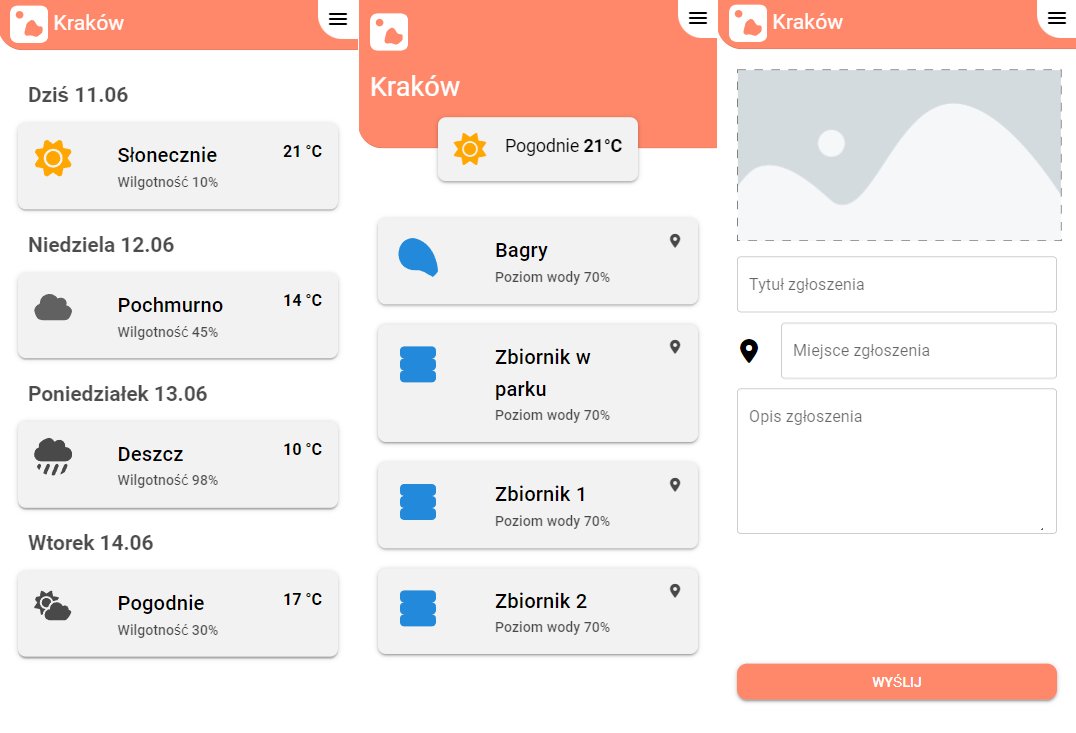 Kraków
Dziś 11.06
Słonecznie
21 °C
Wilgotność 10%
Niedziela 12.06
Pochmurno
14 °C
Wilgotność 45%
Poniedziałek 13.06
Deszcz
10 °C
Wilgotność 98%
Wtorek 14.06
Pogodnie
17 °C
Wilgotność 30%
Kraków
Pogodnie 21°C
Bagry
Poziom wody 70%
Zbiornik w
parku
Poziom wody 70%
Zbiornik 1
Poziom wody 70%
Zbiornik 2
Poziom wody 70%
Kraków
Tytuł zgłoszenia
Miejsce zgłoszenia
Opis zgłoszenia
WYŚLIJ